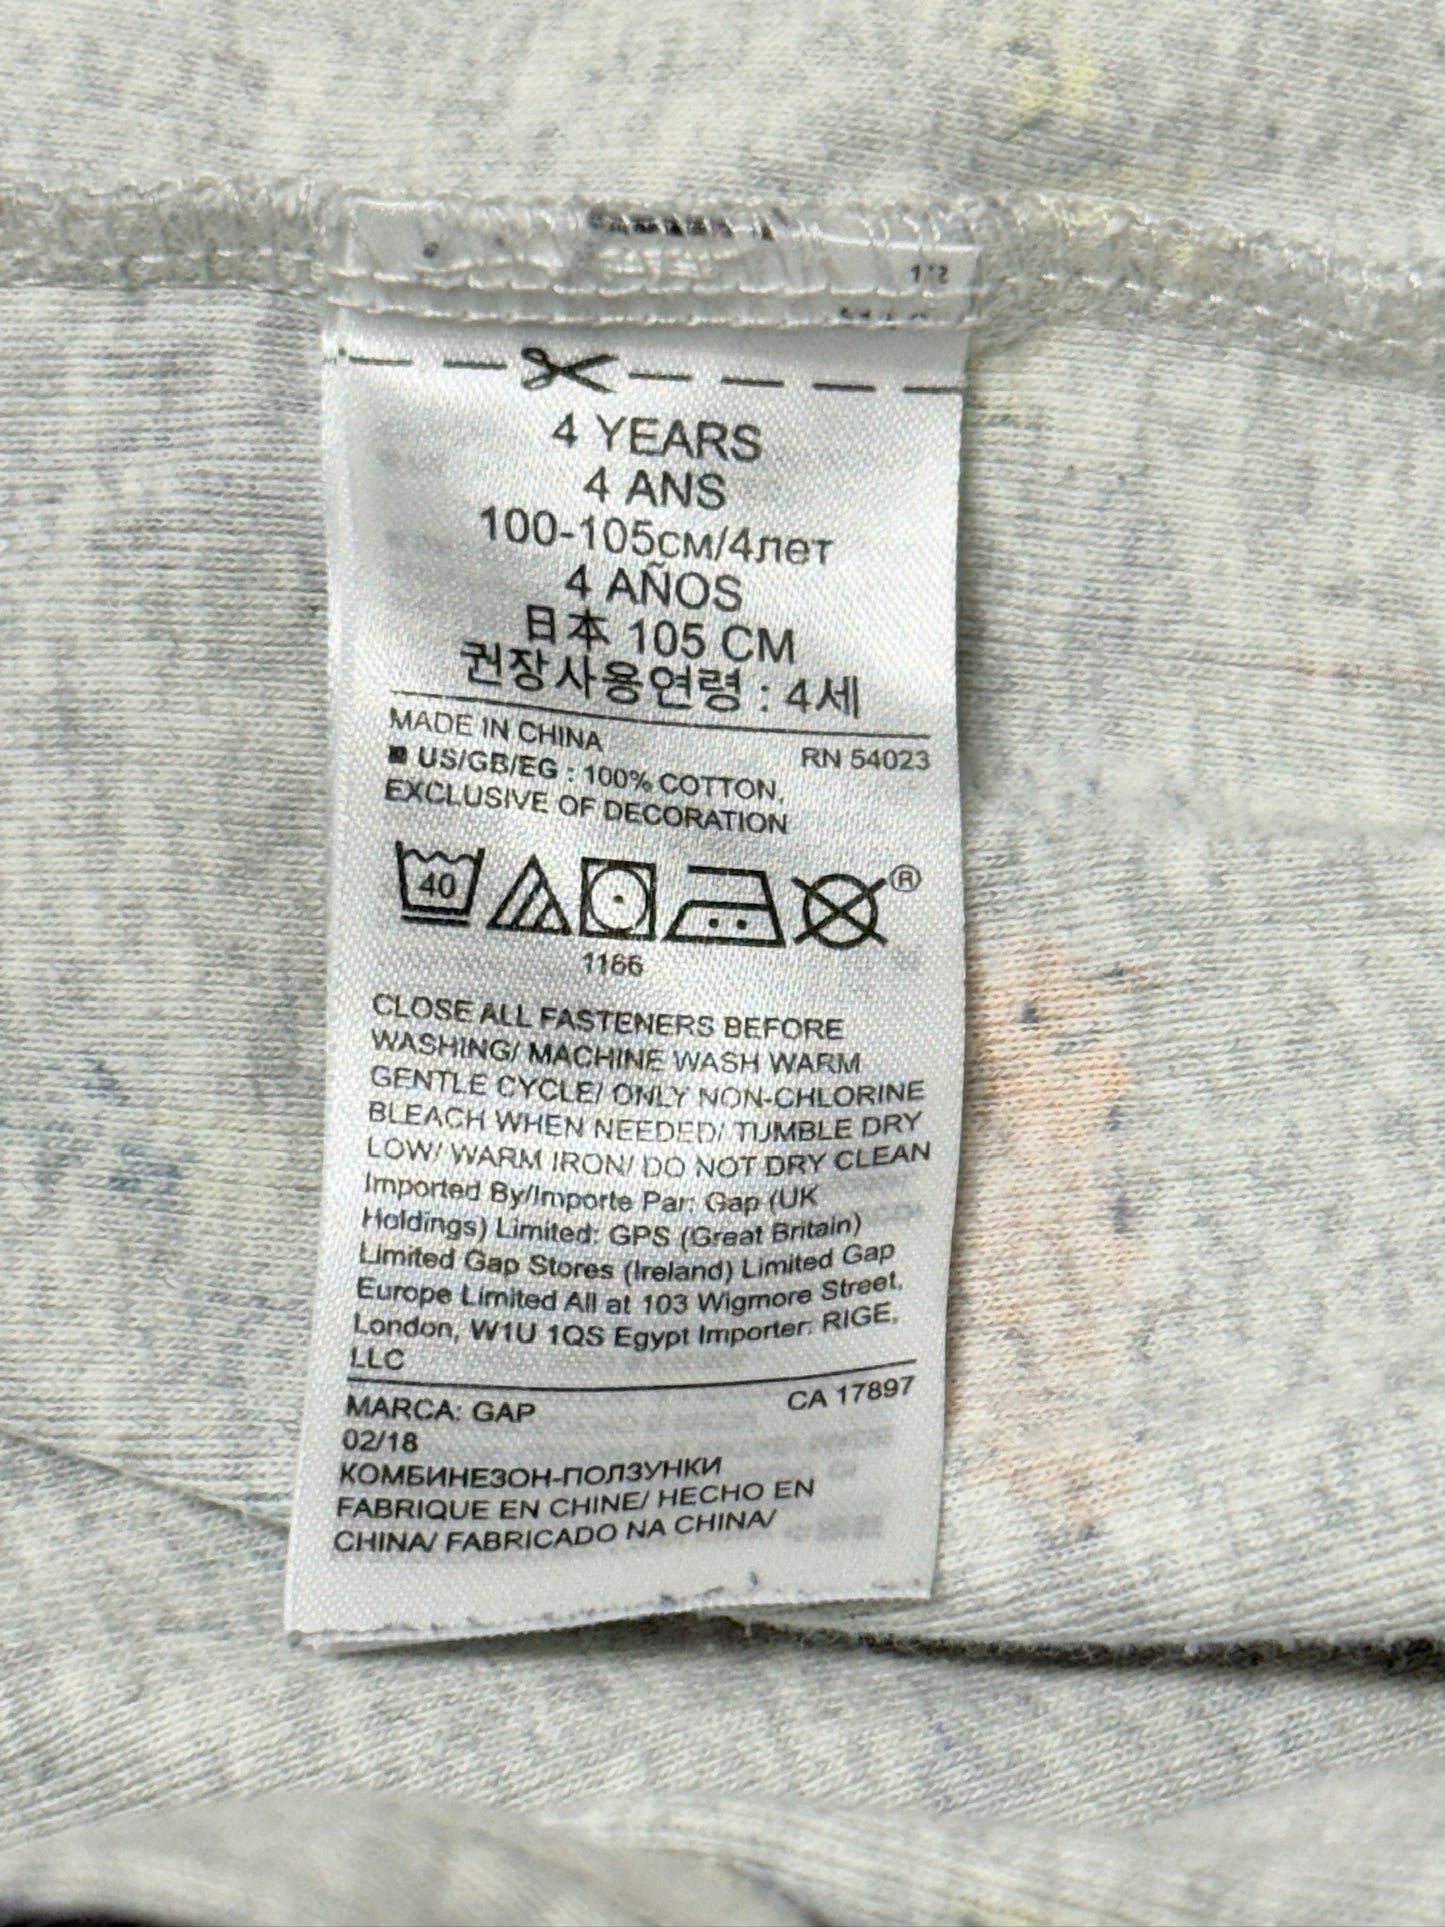 4 YEARS
4 ANS
100-105см/4лет
4 AÑOS
日本 105 CM
권장사용연령 : 4세
MADE IN CHINA RN 54023
US/GB/EG : 100% COTTON,
EXCLUSIVE OF DECORATION
40 ®
1166
CLOSE ALL FASTENERS BEFORE
WASHING/ MACHINE WASH WARM
GENTLE CYCLE/ ONLY NON-CHLORINE
BLEACH WHEN NEEDED/ TUMBLE DRY
LOW/ WARM IRON/ DO NOT DRY CLEAN
Imported By/Importe Par: Gap (UK
Holdings) Limited: GPS (Great Britain)
Limited Gap Stores (Ireland) Limited Gap
Europe Limited All at 103 Wigmore Street,
London, W1U 1QS Egypt Importer: RIGE,
LLC
MARCA: GAP CA 17897
02/18
КОМБИНЕЗОН-ПОЛЗУНКИ
FABRIQUE EN CHINE/ HECHO EN
CHINA/ FABRICADO NA CHINA/